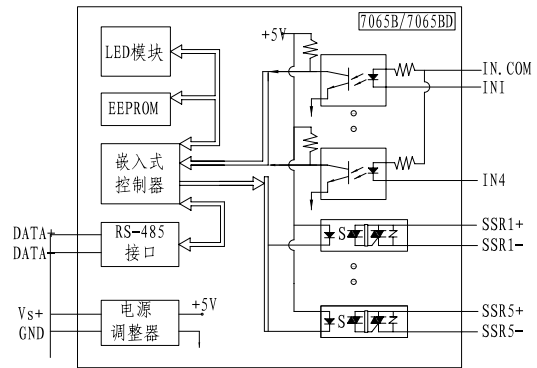 7065B/7065BD
+5V
LED模块
IN.COM
IN1
EEPROM
嵌入式
控制器
IN4
DATA+
DATA-
RS-485
接口
S
SSR1+
SSR1-
Vs+
GND
电源
调整器
+5V
S
SSR5+
SSR5-